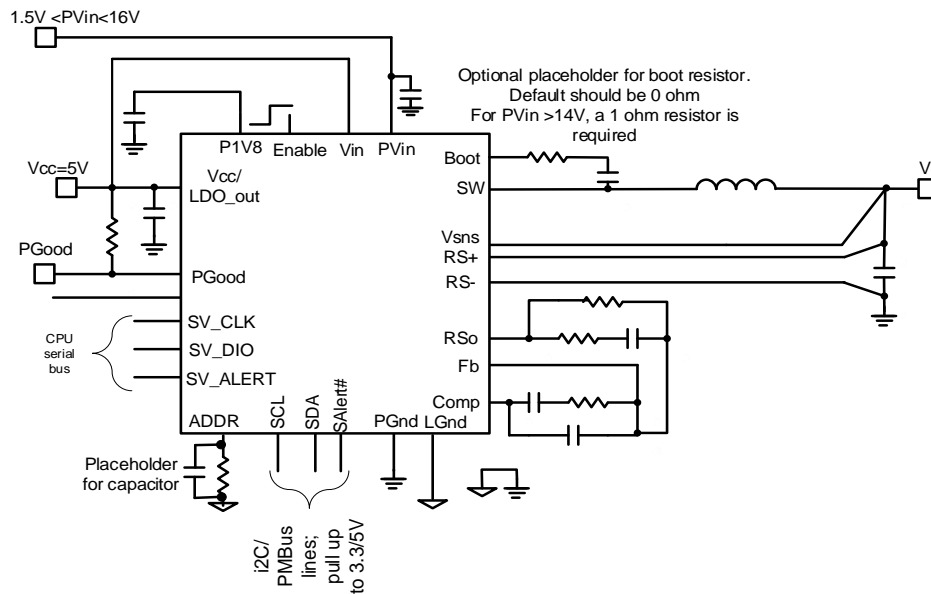 1.5V <PVin<16V
Optional placeholder for boot resistor.
Default should be 0 ohm
For PVin >14V, a 1 ohm resistor is
required
P1V8
Enable
Vin
PVin
Boot
SW
Vcc=5V
Vcc/
LDO_out
V
Vsns
RS+
RS-
PGood
PGood
CPU
serial
bus
SV_CLK
SV_DIO
SV_ALERT
RSo
Fb
Comp
ADDR
SCL
SDA
SAlert#
PGnd
LGnd
Placeholder
for capacitor
i2C/
PMBus
lines;
pull up
to 3.3/5V